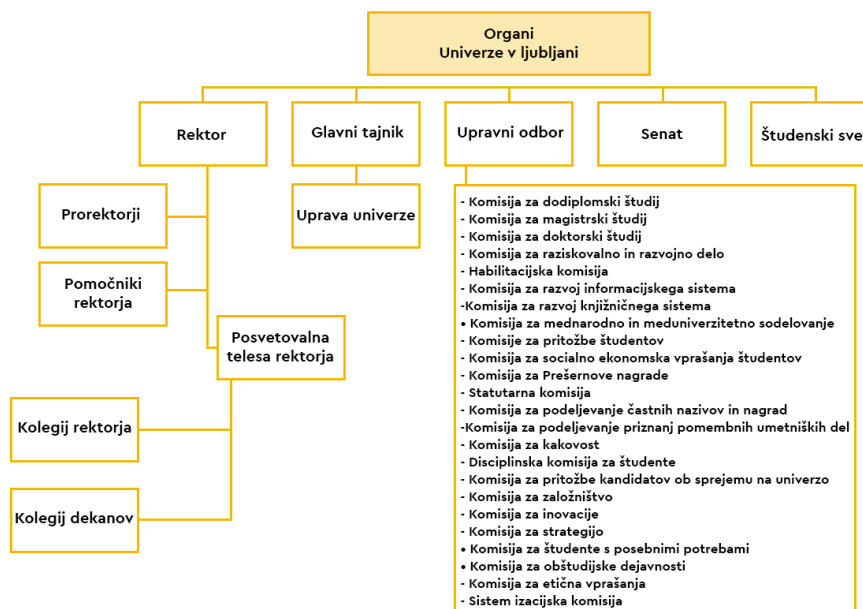 Organi
Univerze v ljubljani
Rektor
Glavni tajnik
Upravni odbor
Senat
Študenski svet
Prorektorji
Uprava univerze
Pomočniki
rektorja
Posvetovalna
telesa rektorja
Kolegij rektorja
Kolegij dekanov
- Komisija za dodiplomski študij
- Komisija za magistrski študij
- Komisija za doktorski študij
- Komisija za raziskovalno in razvojno delo
- Habilitacijska komisija
- Komisija za razvoj informacijskega sistema
-Komisija za razvoj knjižničnega sistema
• Komisija za mednarodno in meduniverzitetno sodelovanje
- Komisije za pritožbe študentov
- Komisija za socialno ekonomska vprašanja študentov
- Komisija za Prešernove nagrade
- Statutarna komisija
- Komisija za podeljevanje častnih nazivov in nagrad
-Komisija za podeljevanje priznanj pomembnih umetniških del
- Komisija za kakovost
- Disciplinska komisija za študente
- Komisija za pritožbe kandidatov ob sprejemu na univerzo
- Komisija za založništvo
- Komisija za inovacije
- Komisija za strategijo
• Komisija za študente s posebnimi potrebami
• Komisija za obštudijske dejavnosti
- Komisija za etična vprašanja
- Sistem izacijska komisija